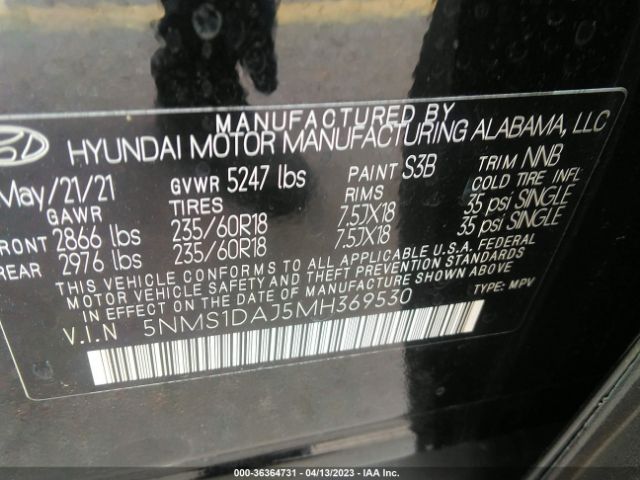 MANUFACTURED BY
HYUNDAI MOTOR MANUFACTURING ALABAMA, LLC
May/21/21 GVWR 5247 lbs PAINT S3B TRIM NNB
GAWR TIRES RIMS COLD TIRE INFL
FRONT 2866 lbs 235/60R18 7.5JX18 35 psi SINGLE
REAR 2976 lbs 235/60R18 7.5JX18 35 psi SINGLE
THIS VEHICLE CONFORMS TO ALL APPLICABLE U.S.A. FEDERAL
MOTOR VEHICLE SAFETY AND THEFT PREVENTION STANDARDS
IN EFFECT ON THE DATE OF MANUFACTURE SHOWN ABOVE
V.I.N 5NMS1DAJ5MH369530 TYPE: MPV
000-36364731 - 04/13/2023 - IAA Inc.